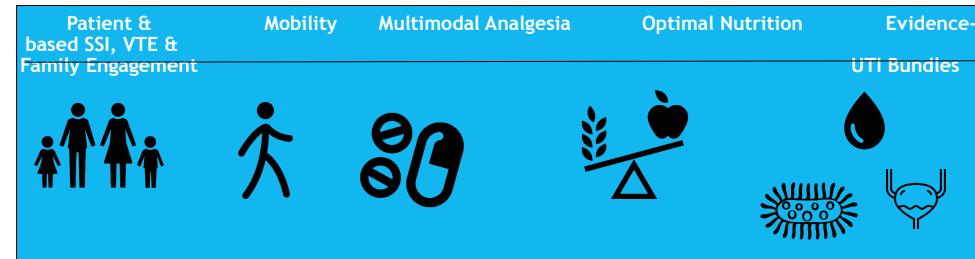 Patient & Mobility Multimodal Analgesia Optimal Nutrition Evidence-
based SSI, VTE &
Family Engagement UTI Bundles